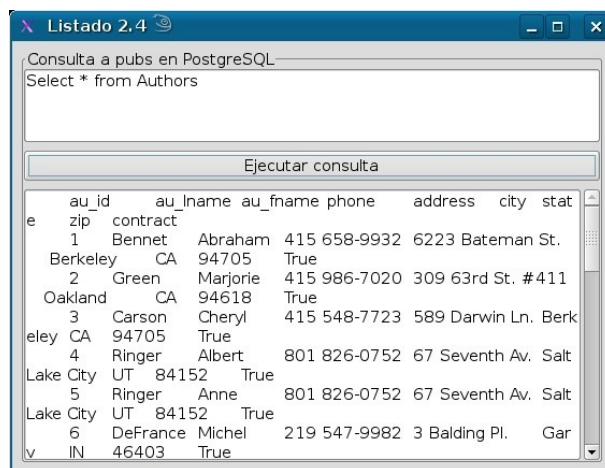 Listado 2.4
Consulta a pubs en PostgreSQL
Select * from Authors
Ejecutar consulta
au_id au_lname au_fname phone address city stat
e zip contract
1 Bennet Abraham 415 658-9932 6223 Bateman St.
Berkeley CA 94705 True
2 Green Marjorie 415 986-7020 309 63rd St. #411
Oakland CA 94618 True
3 Carson Cheryl 415 548-7723 589 Darwin Ln. Berk
eley CA 94705 True
4 Ringer Albert 801 826-0752 67 Seventh Av. Salt
Lake City UT 84152 True
5 Ringer Anne 801 826-0752 67 Seventh Av. Salt
Lake City UT 84152 True
6 DeFrance Michel 219 547-9982 3 Balding Pl. Gar
y IN 46403 True